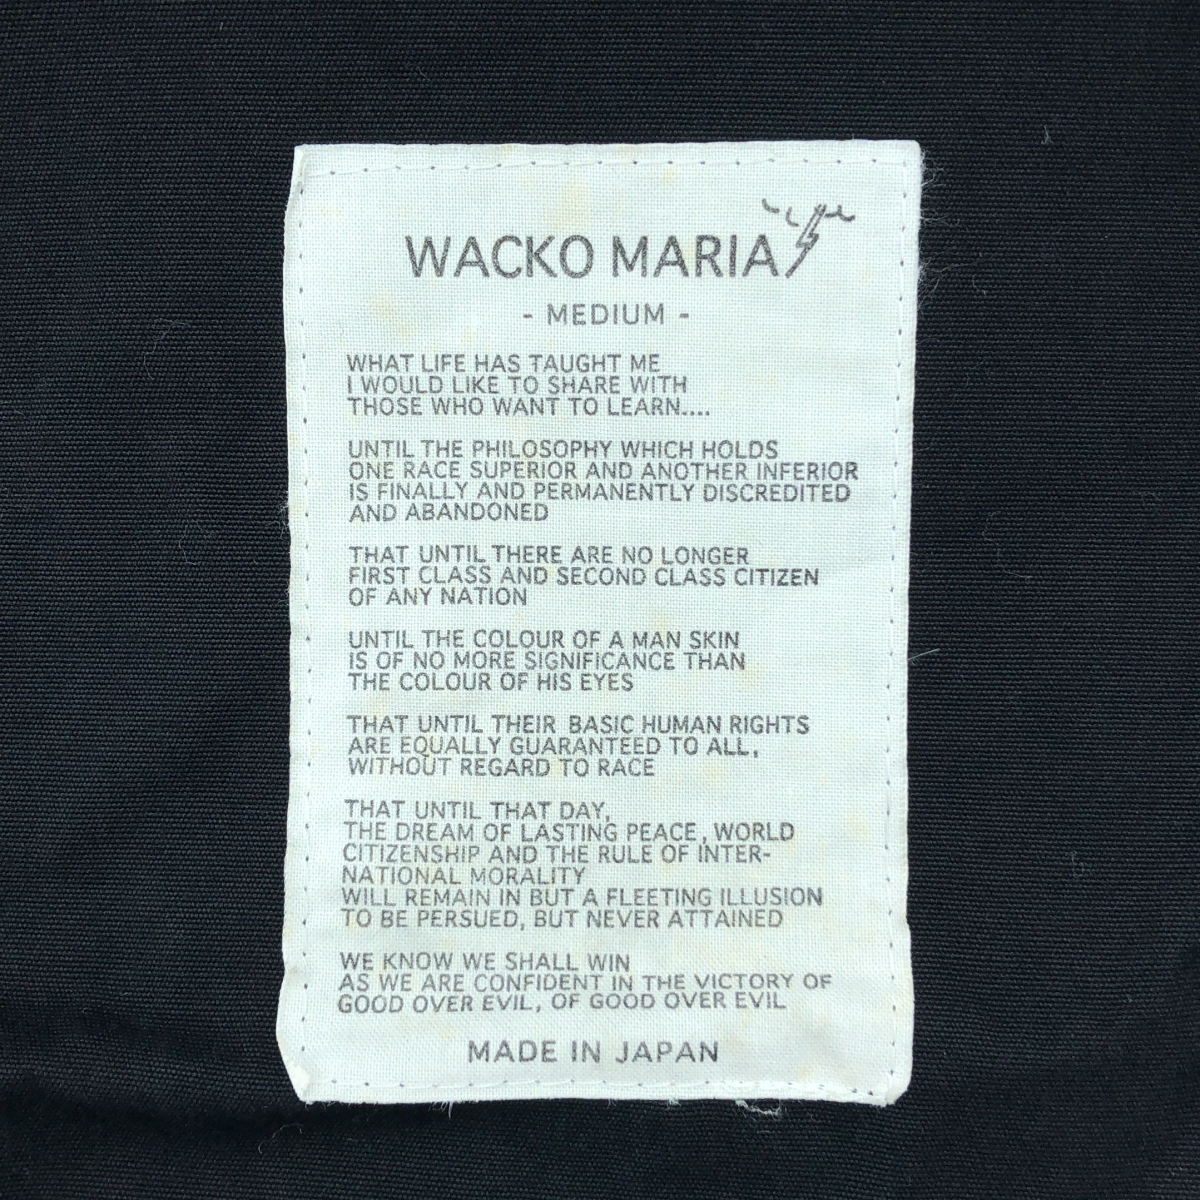 WACKO MARIA
- MEDIUM -
WHAT LIFE HAS TAUGHT ME
I WOULD LIKE TO SHARE WITH
THOSE WHO WANT TO LEARN....
UNTIL THE PHILOSOPHY WHICH HOLDS
ONE RACE SUPERIOR AND ANOTHER INFERIOR
IS FINALLY AND PERMANENTLY DISCREDITED
AND ABANDONED
THAT UNTIL THERE ARE NO LONGER
FIRST CLASS AND SECOND CLASS CITIZEN
OF ANY NATION
UNTIL THE COLOUR OF A MAN SKIN
IS OF NO MORE SIGNIFICANCE THAN
THE COLOUR OF HIS EYES
THAT UNTIL THEIR BASIC HUMAN RIGHTS
ARE EQUALLY GUARANTEED TO ALL,
WITHOUT REGARD TO RACE
THAT UNTIL THAT DAY,
THE DREAM OF LASTING PEACE, WORLD
CITIZENSHIP AND THE RULE OF INTER-
NATIONAL MORALITY
WILL REMAIN IN BUT A FLEETING ILLUSION
TO BE PERSUED, BUT NEVER ATTAINED
WE KNOW WE SHALL WIN
AS WE ARE CONFIDENT IN THE VICTORY OF
GOOD OVER EVIL, OF GOOD OVER EVIL
MADE IN JAPAN